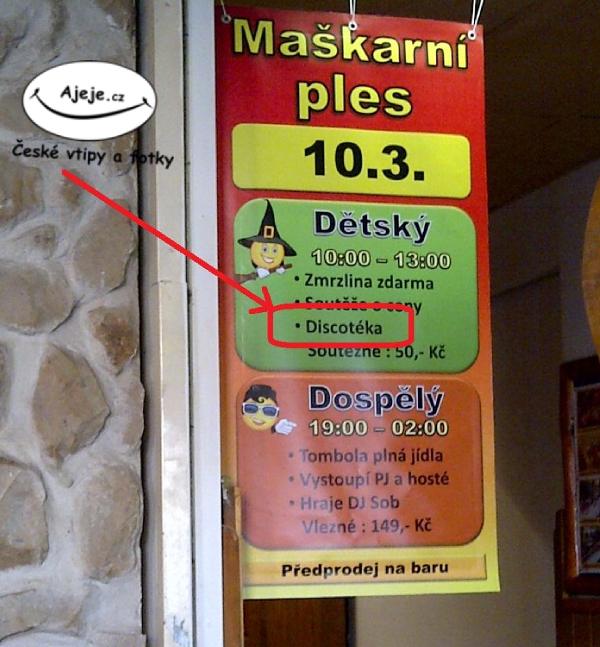 Ajeje.cz
České vtipy a fotky
Maškarní
ples
10.3.
Dětský
10:00 – 13:00
• Zmrzlina zdarma
• Soutěže o ceny
• Discotéka
Soutěžné : 50,- Kč
Dospělý
19:00 – 02:00
• Tombola plná jídla
• Vystoupí PJ a hosté
• Hraje DJ Sob
Vlezné : 149,- Kč
Předprodej na baru